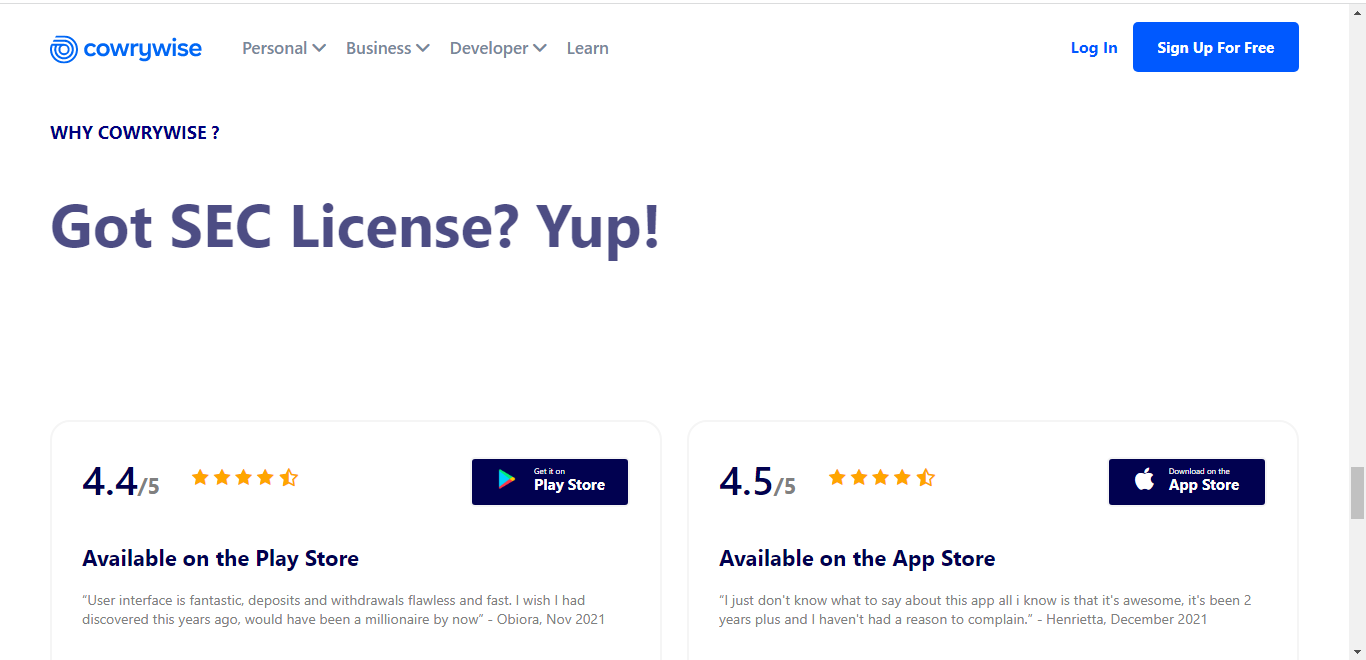 cowrywise Personal Business Developer Learn Log In Sign Up For Free
WHY COWRYWISE ?
Got SEC License? Yup!
4.4/5
Get it on
Play Store
Available on the Play Store
“User interface is fantastic, deposits and withdrawals flawless and fast. I wish I had
discovered this years ago, would have been a millionaire by now” - Obiora, Nov 2021
4.5/5
Download on the
App Store
Available on the App Store
“I just don't know what to say about this app all i know is that it's awesome, it's been 2
years plus and I haven't had a reason to complain.” - Henrietta, December 2021